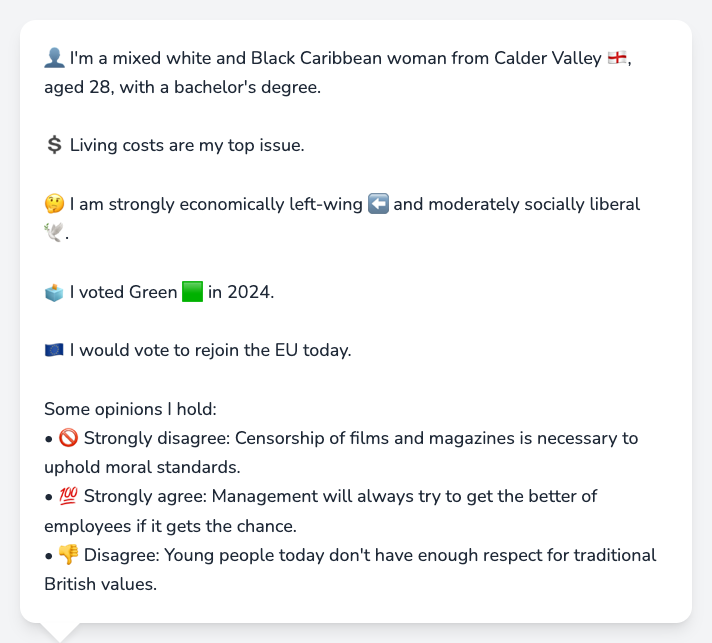 👤 I'm a mixed white and Black Caribbean woman from Calder Valley 🏴󠁧󠁢󠁥󠁮󠁧󠁿,
aged 28, with a bachelor's degree.
💲 Living costs are my top issue.
🤔 I am strongly economically left-wing ⬅️ and moderately socially liberal
🕊️.
🗳️ I voted Green 🟩 in 2024.
🇪🇺 I would vote to rejoin the EU today.
Some opinions I hold:
• 🚫 Strongly disagree: Censorship of films and magazines is necessary to
uphold moral standards.
• 💯 Strongly agree: Management will always try to get the better of
employees if it gets the chance.
• 👎 Disagree: Young people today don't have enough respect for traditional
British values.